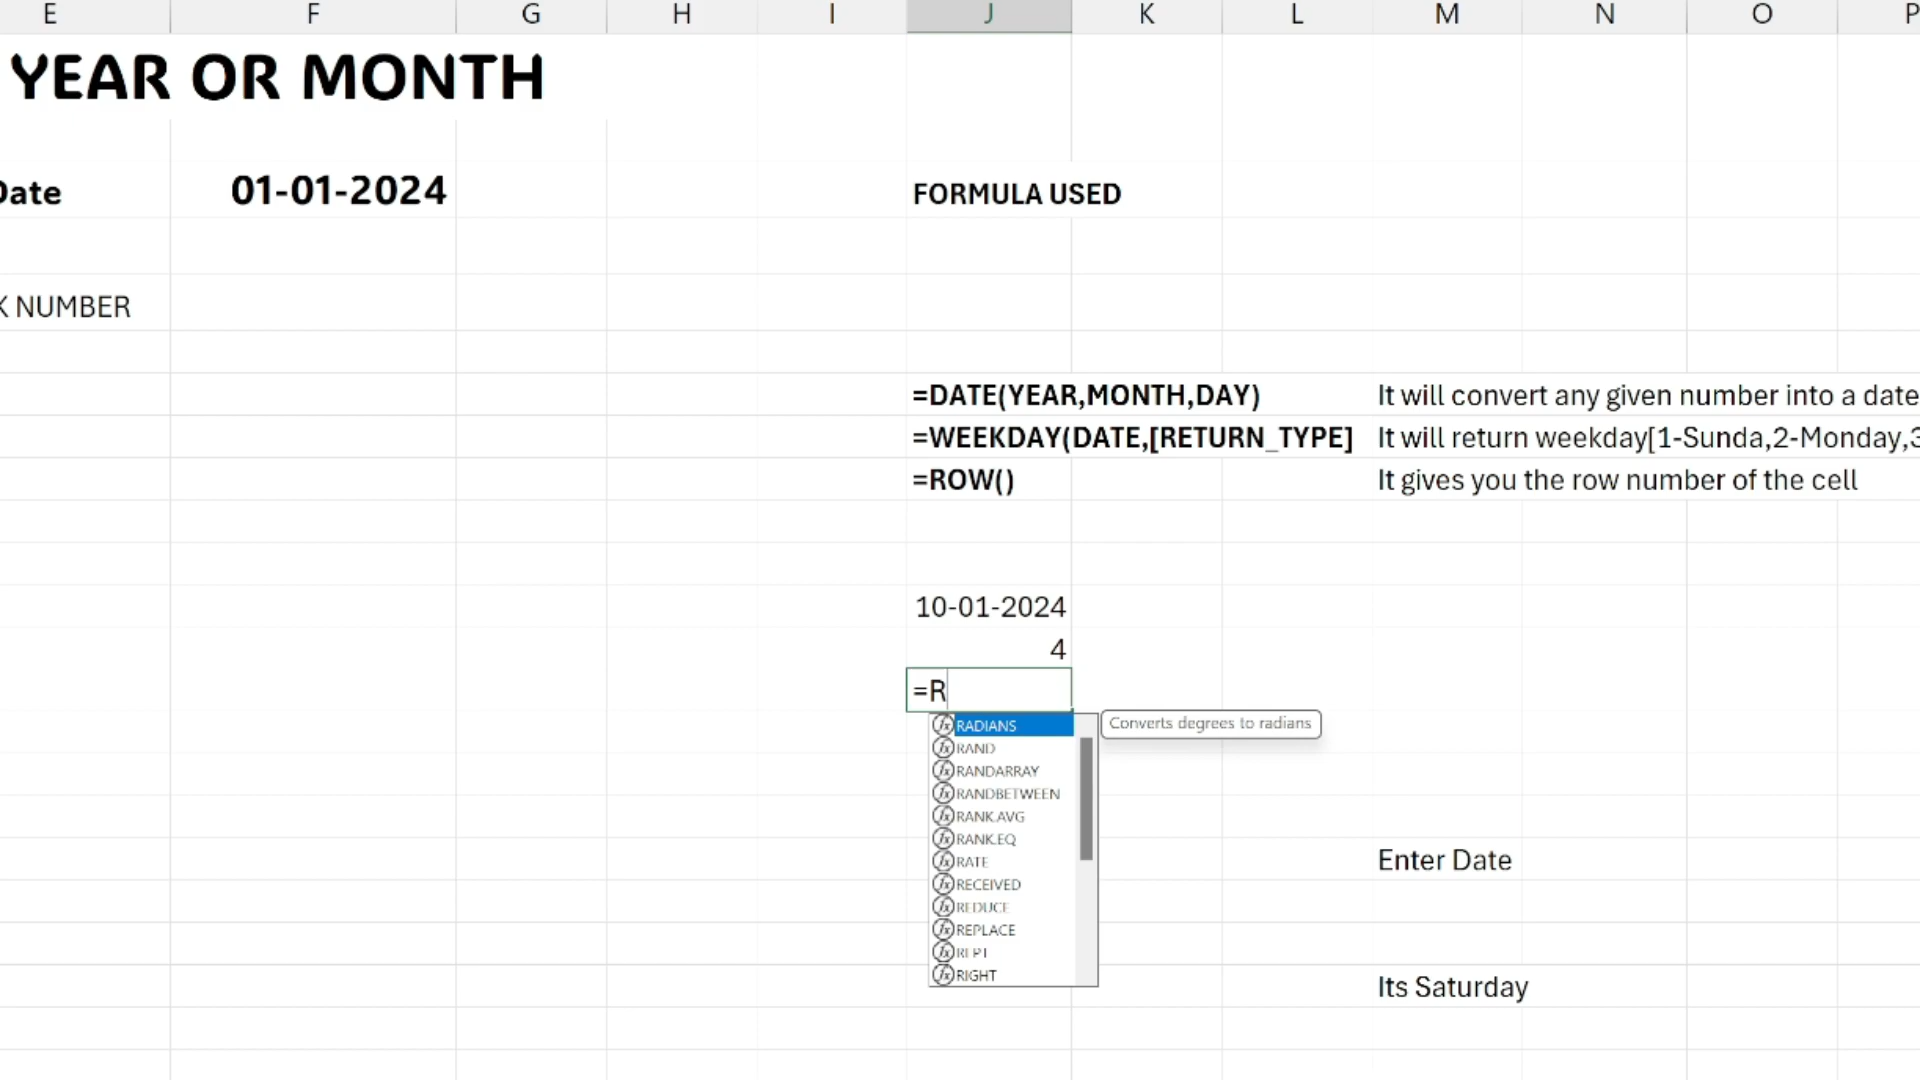 E F G H I J K L M N O P
YEAR OR MONTH
Date 01-01-2024 FORMULA USED
K NUMBER
=DATE(YEAR,MONTH,DAY) It will convert any given number into a date
=WEEKDAY(DATE,[RETURN_TYPE] It will return weekday[1-Sunda,2-Monday,3
=ROW() It gives you the row number of the cell
10-01-2024
4
=R
RADIANS Converts degrees to radians
RAND
RANDARRAY
RANDBETWEEN
RANK.AVG
RANK.EQ
Enter Date
RATE
RECEIVED
REDUCE
REPLACE
REPT
RIGHT
Its Saturday